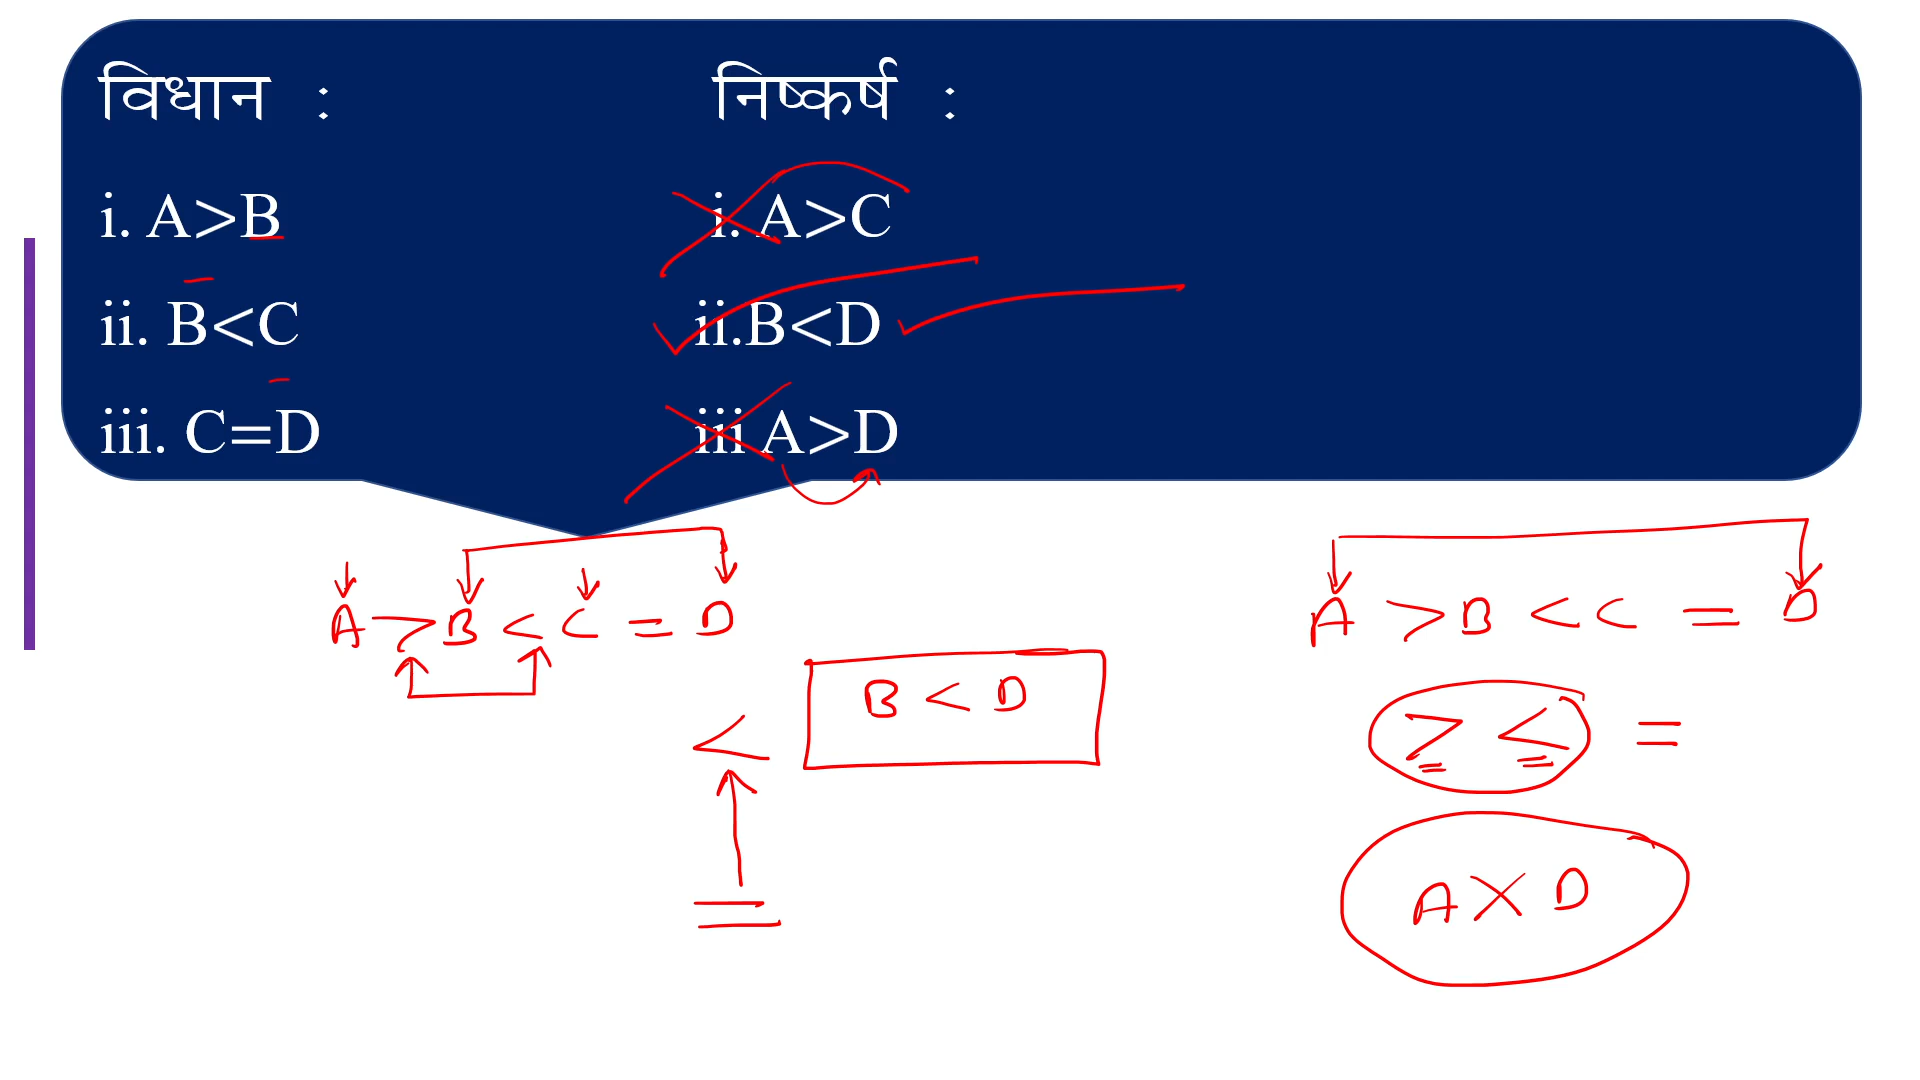 विधान : निष्कर्ष :
i. A>B i. A>C
ii. B<C ii.B<D
iii. C=D iii A>D
A > B < C = D
A > B < C = D
B < D
<
=
> < =
A X D